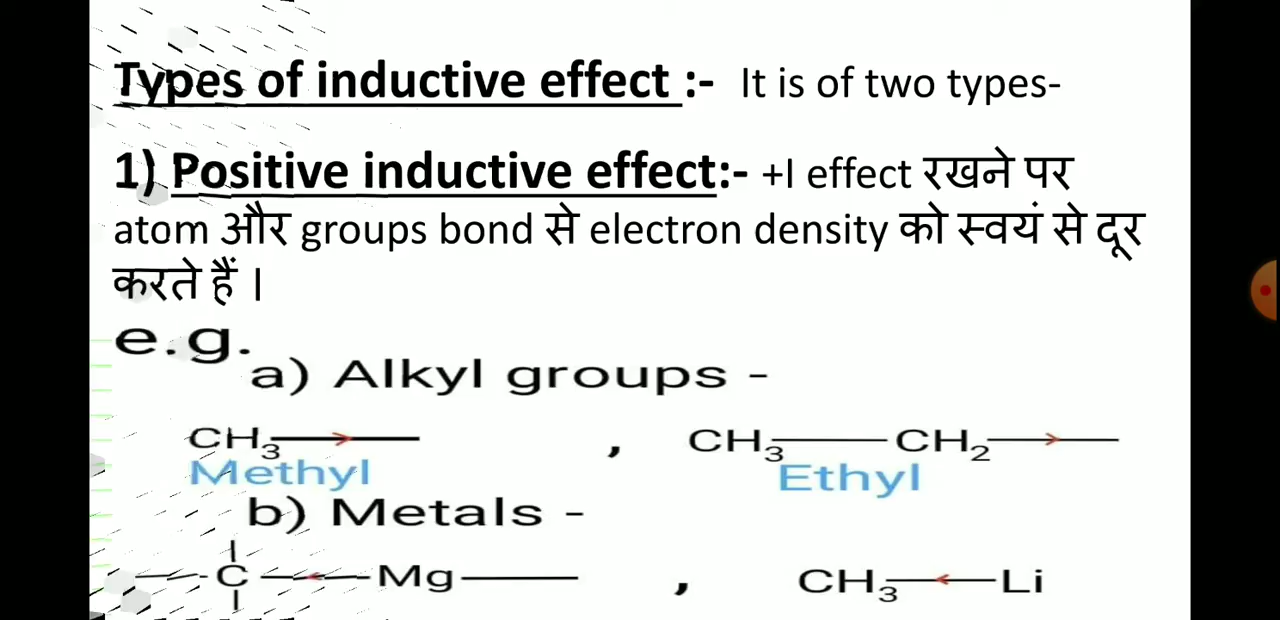 Types of inductive effect :- It is of two types-
1) Positive inductive effect:- +I effect रखने पर
atom और groups bond से electron density को स्वयं से दूर
करते हैं ।
e.g.
a) Alkyl groups -
CH3 , CH3 CH2
Methyl Ethyl
b) Metals -
C Mg , CH3 Li